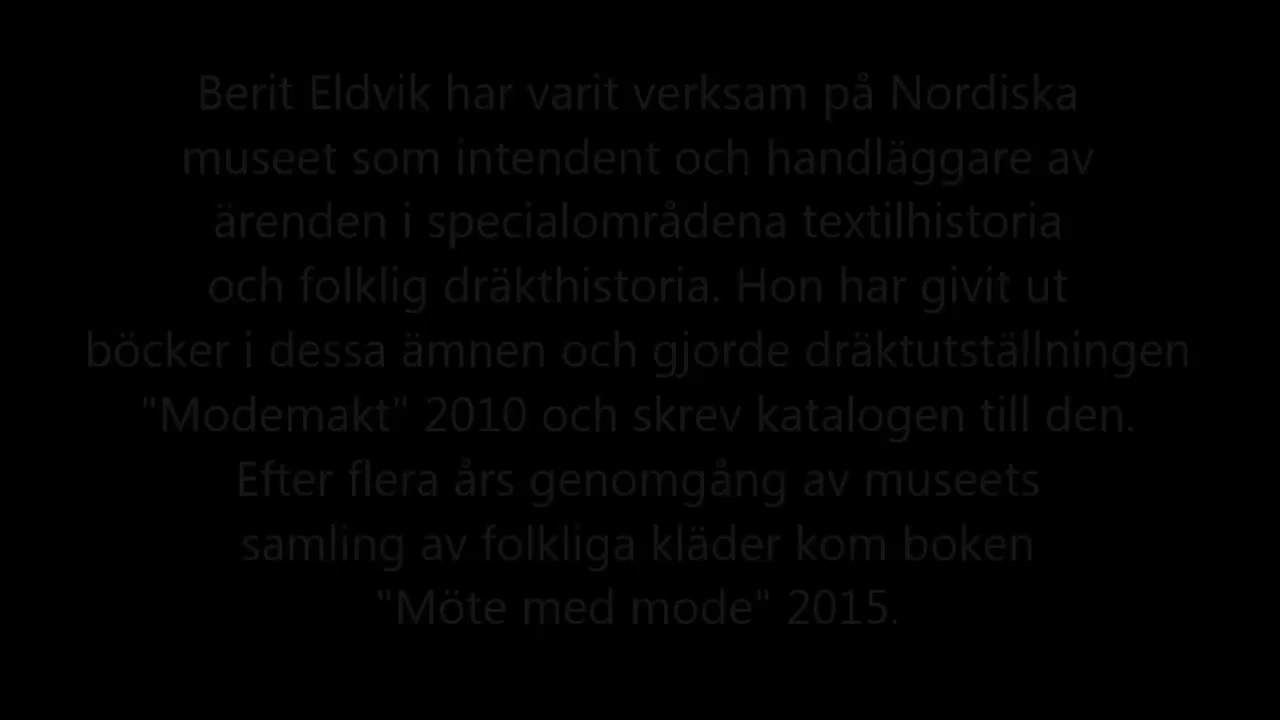 Berit Eldvik har varit verksam på Nordiska
museet som intendent och handläggare av
ärenden i specialområdena textilhistoria
och folklig dräkthistoria. Hon har givit ut
böcker i dessa ämnen och gjorde dräktutställningen
"Modemakt" 2010 och skrev katalogen till den.
Efter flera års genomgång av museets
samling av folkliga kläder kom boken
"Möte med mode" 2015.